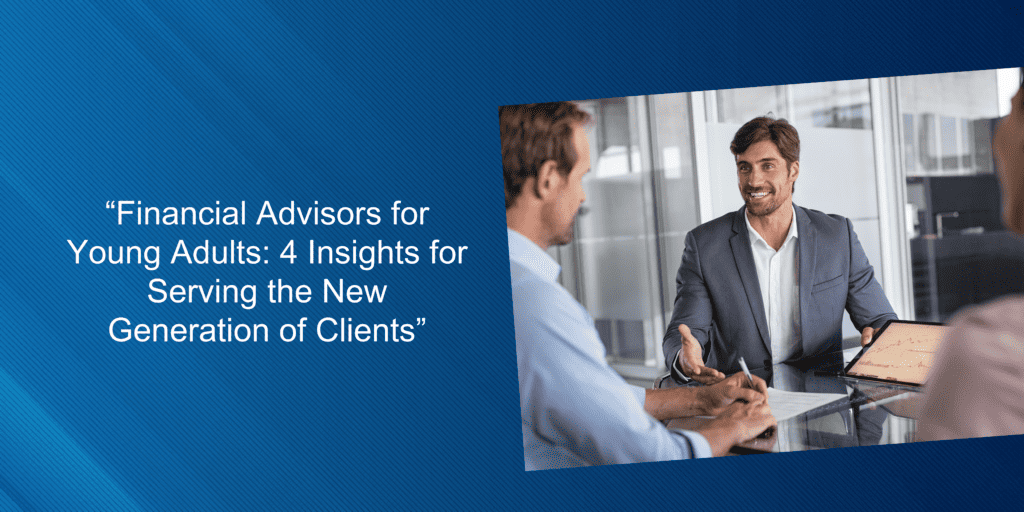 “Financial Advisors for
Young Adults: 4 Insights for
Serving the New
Generation of Clients”